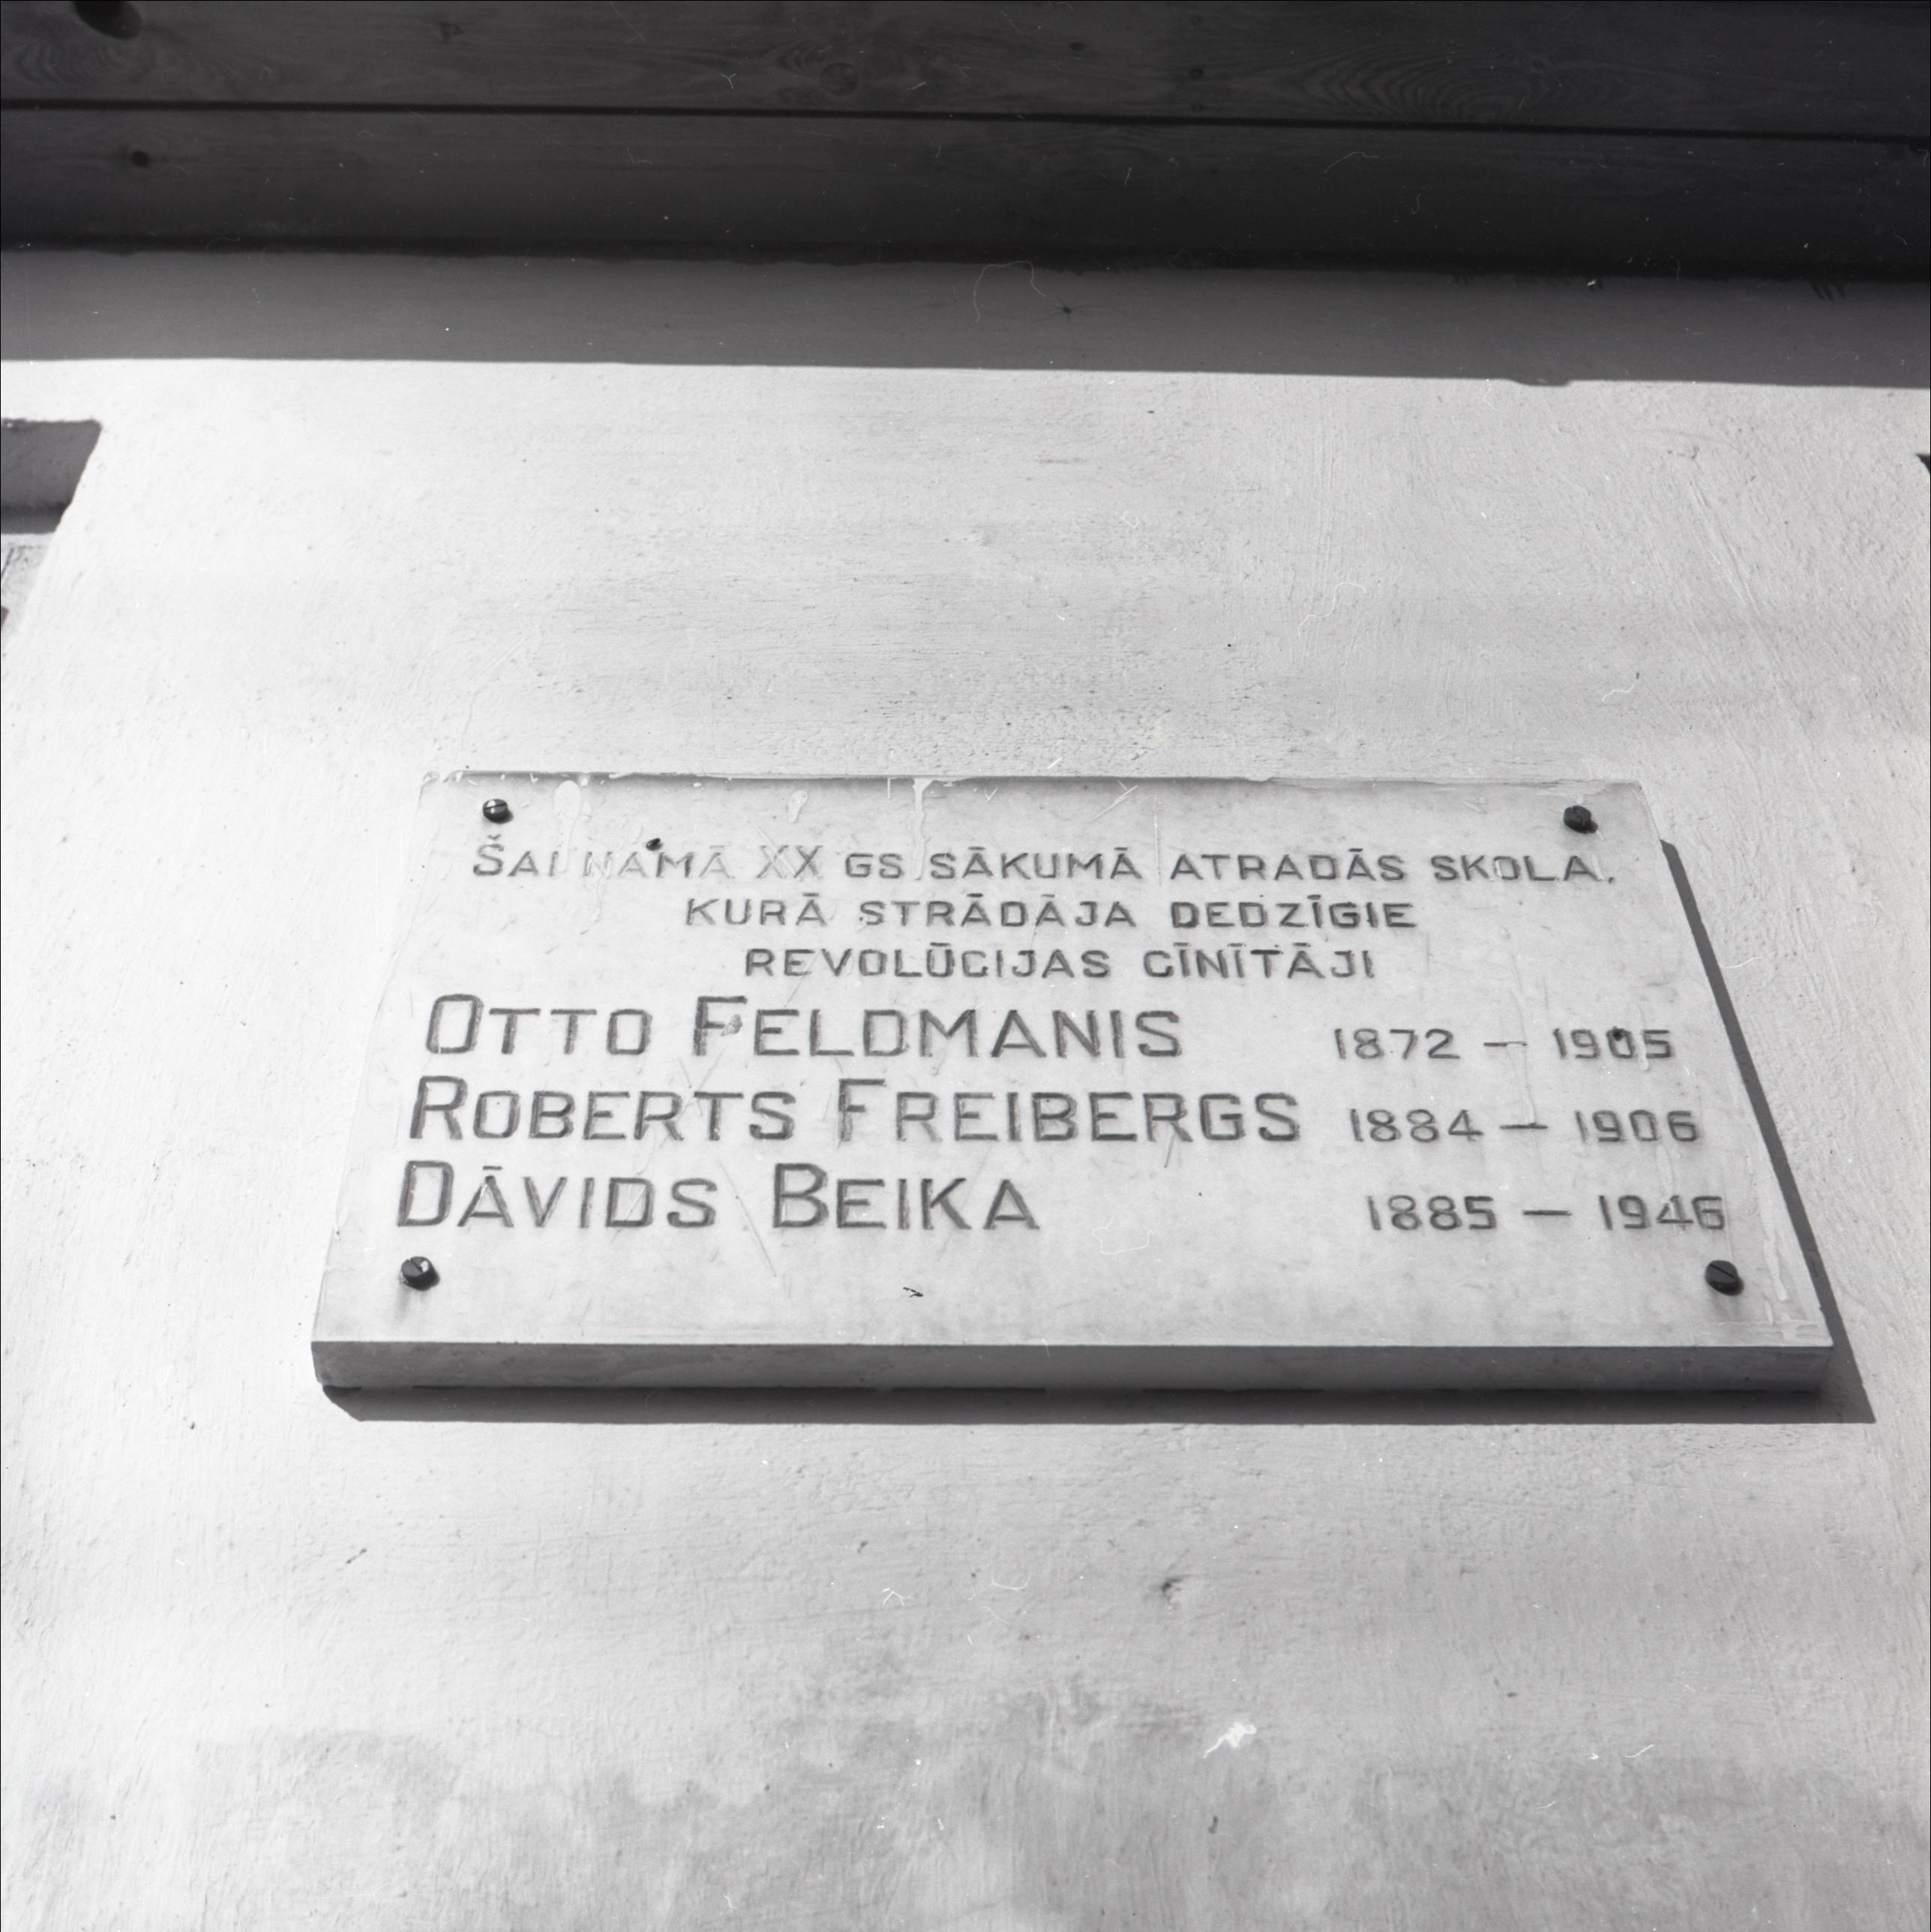 ŠAI NAMĀ XX GS SĀKUMĀ ATRADĀS SKOLA,
KURĀ STRĀDĀJA DEDZĪGIE
REVOLŪCIJAS CĪNĪTĀJI
OTTO FELDMANIS 1872 – 1905
ROBERTS FREIBERGS 1884 – 1906
DĀVIDS BEIKA 1885 – 1946